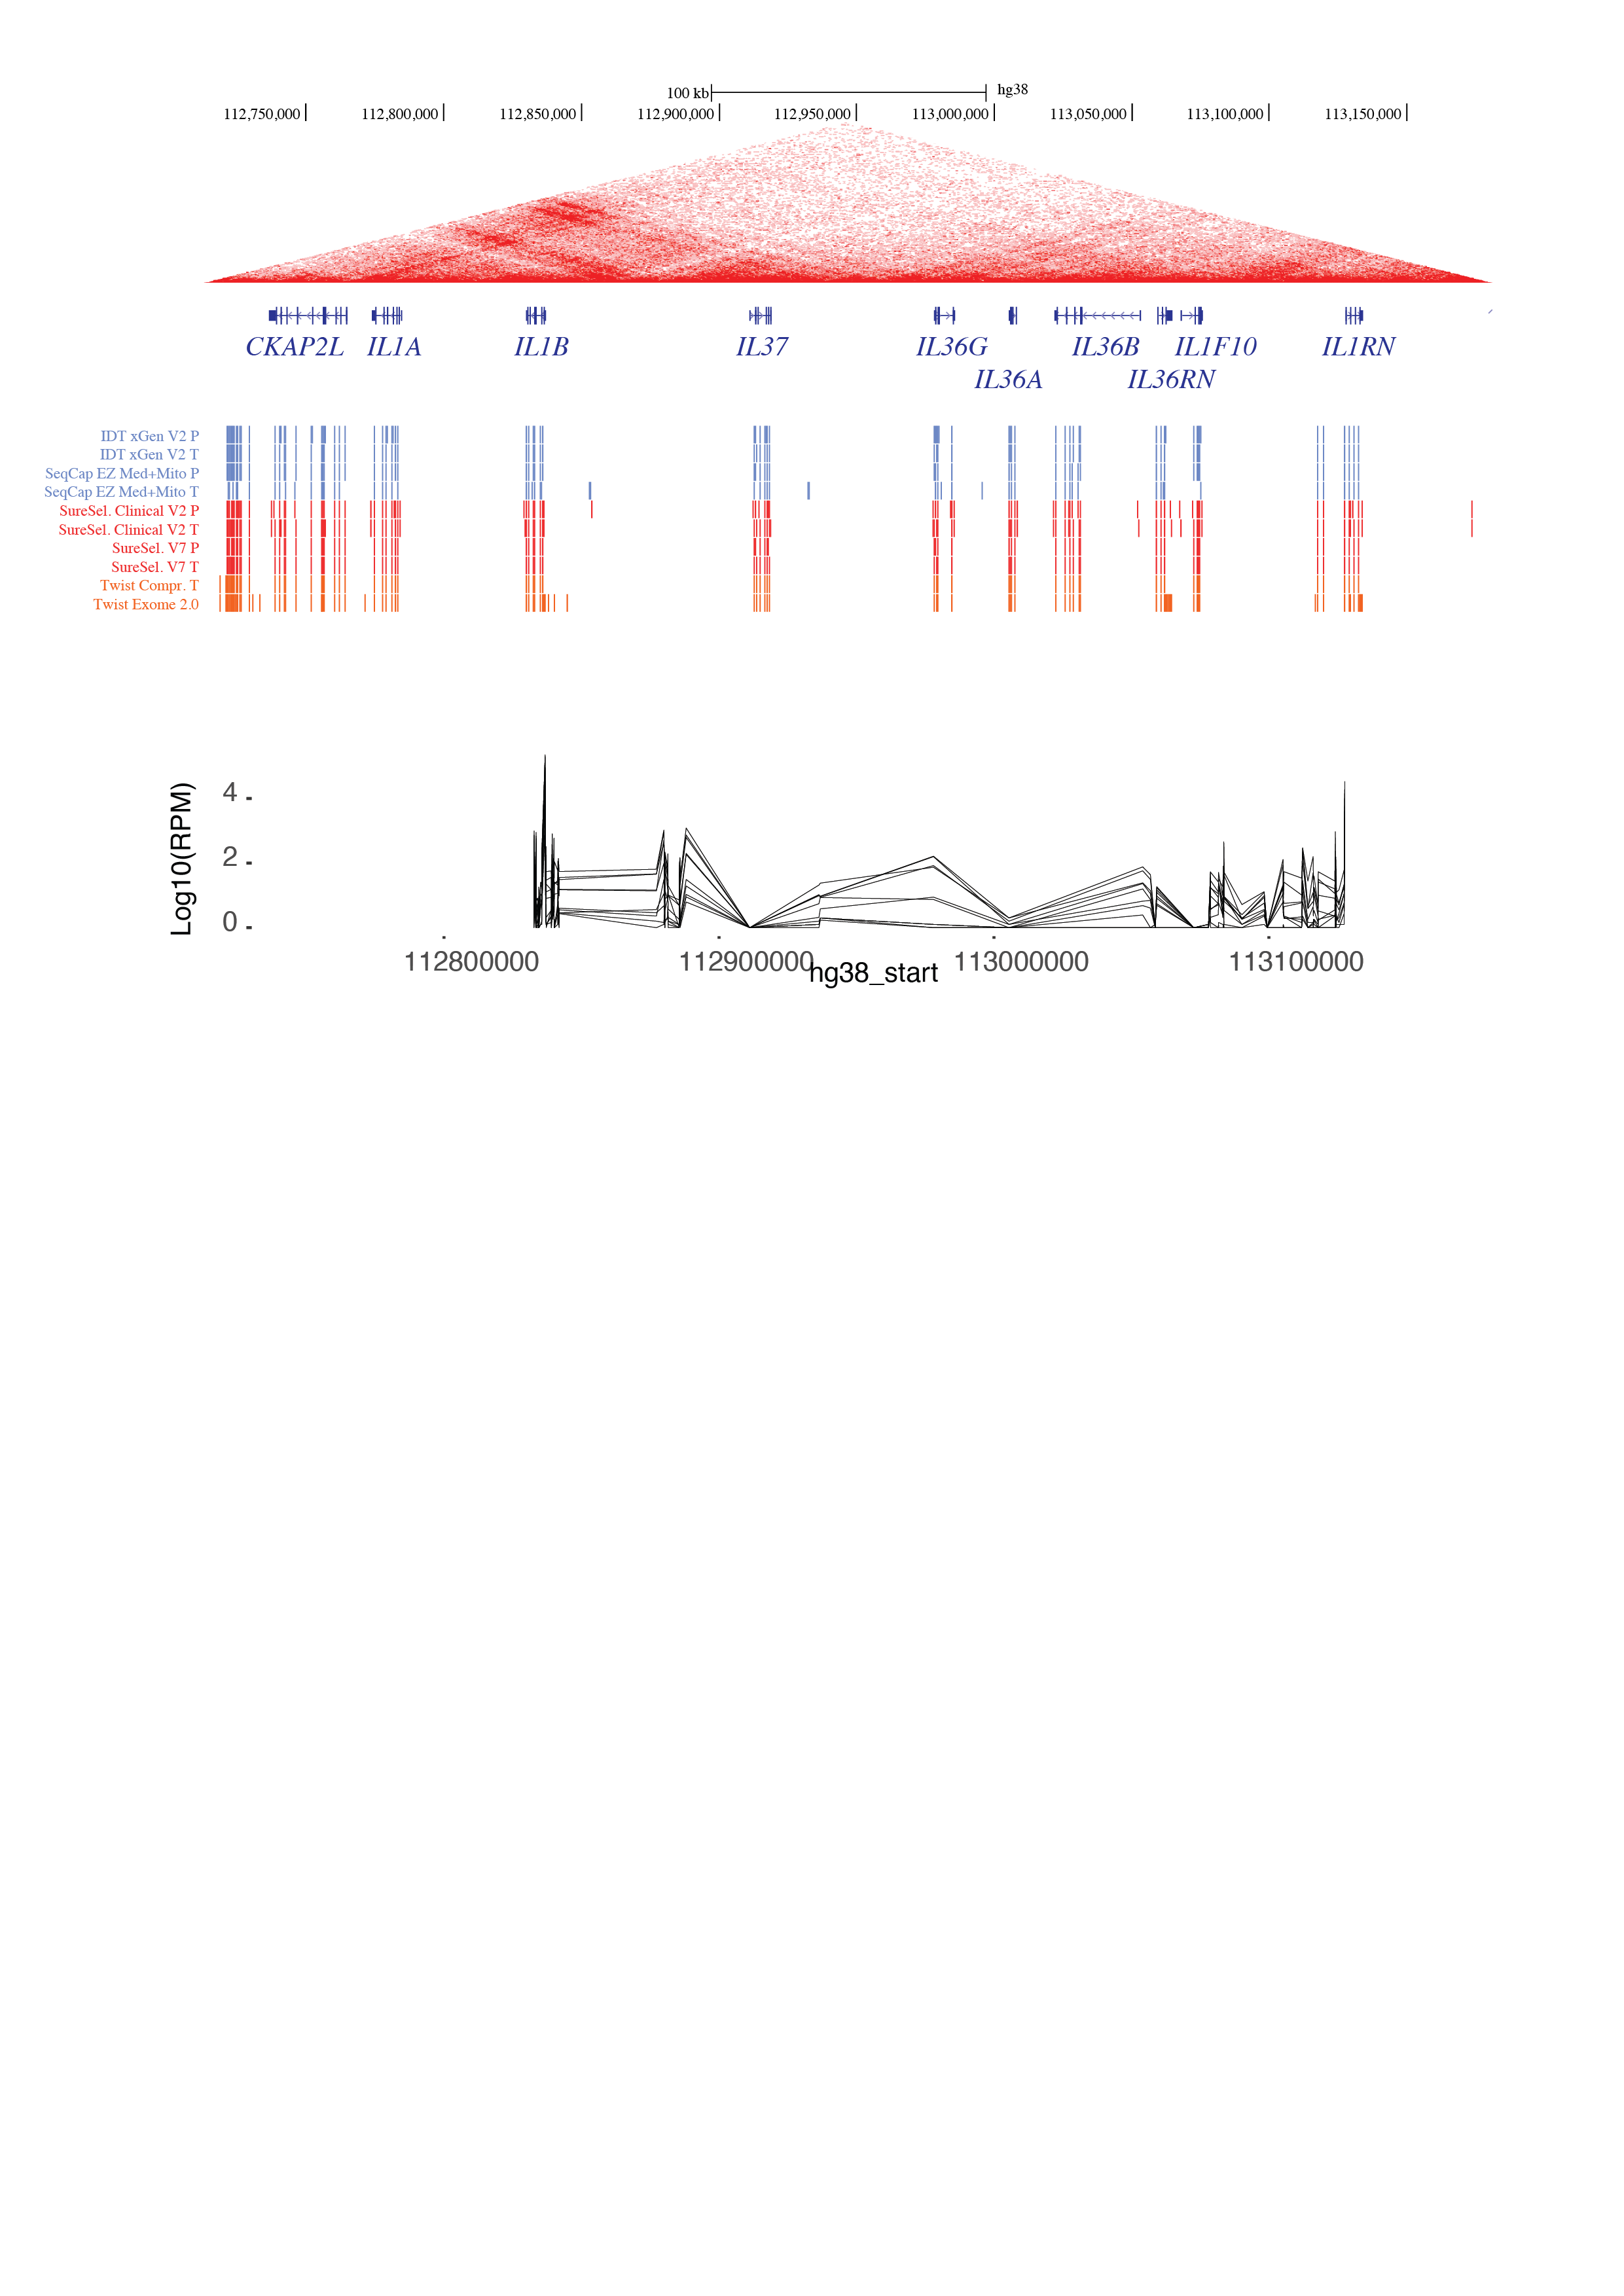 100 kb hg38
112,750,000 112,800,000 112,850,000 112,900,000 112,950,000 113,000,000 113,050,000 113,100,000 113,150,000
CKAP2L IL1A IL1B IL37 IL36G IL36B IL1F10 IL1RN
IL36A IL36RN
IDT xGen V2 P
IDT xGen V2 T
SeqCap EZ Med+Mito P
SeqCap EZ Med+Mito T
SureSel. Clinical V2 P
SureSel. Clinical V2 T
SureSel. V7 P
SureSel. V7 T
Twist Compr. T
Twist Exome 2.0
Log10(RPM)
4
2
0
112800000 112900000 113000000 113100000
hg38_start